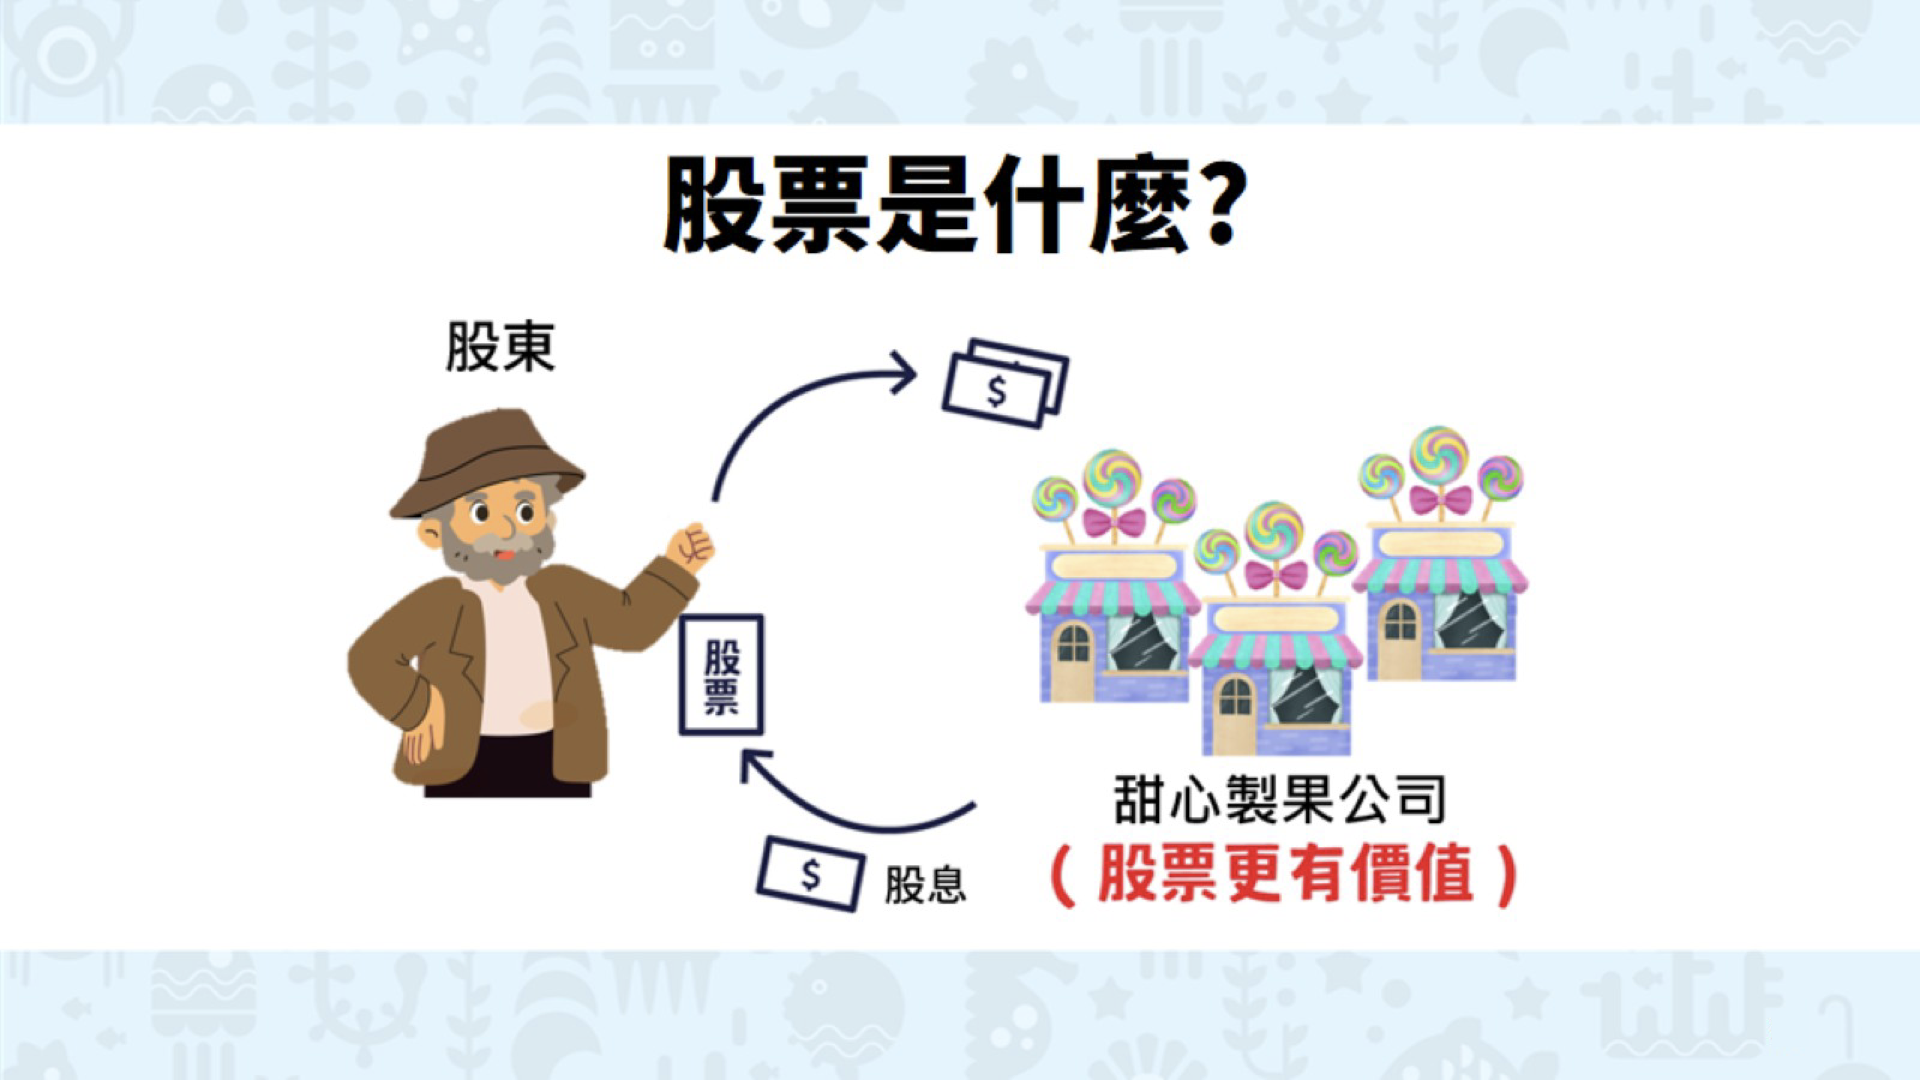 股票是什麼?
股東
$
股票
甜心製果公司
(股票更有價值)
$
股息